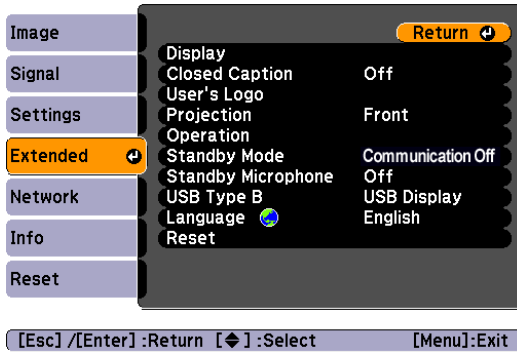 Image
Signal
Settings
Extended
Network
Info
Reset
Return
Display
Closed Caption Off
User's Logo
Projection Front
Operation
Standby Mode Communication Off
Standby Microphone Off
USB Type B USB Display
Language English
Reset
[Esc] /[Enter] :Return [◆] :Select [Menu]:Exit